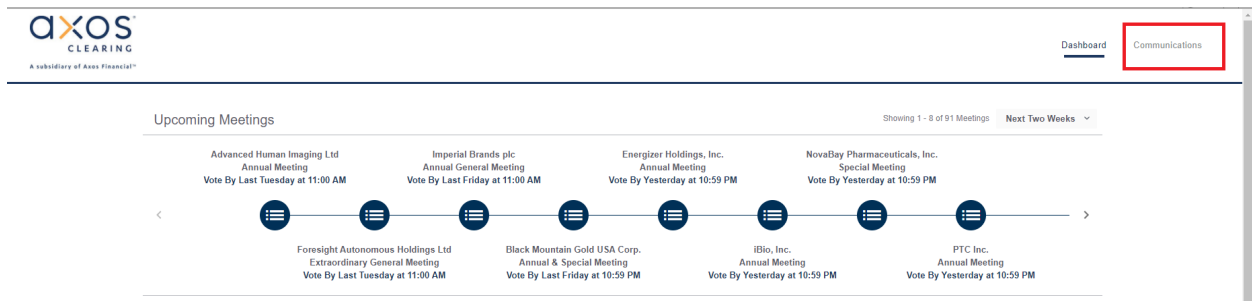 axos
CLEARING
A subsidiary of Axos Financial™
Dashboard
Communications
Upcoming Meetings
Showing 1 - 8 of 91 Meetings
Next Two Weeks
Advanced Human Imaging Ltd
Annual Meeting
Vote By Last Tuesday at 11:00 AM
Imperial Brands plc
Annual General Meeting
Vote By Last Friday at 11:00 AM
Energizer Holdings, Inc.
Annual Meeting
Vote By Yesterday at 10:59 PM
NovaBay Pharmaceuticals, Inc.
Special Meeting
Vote By Yesterday at 10:59 PM
Foresight Autonomous Holdings Ltd
Extraordinary General Meeting
Vote By Last Tuesday at 11:00 AM
Black Mountain Gold USA Corp.
Annual & Special Meeting
Vote By Last Friday at 10:59 PM
iBio, Inc.
Annual Meeting
Vote By Yesterday at 10:59 PM
PTC Inc.
Annual Meeting
Vote By Yesterday at 10:59 PM